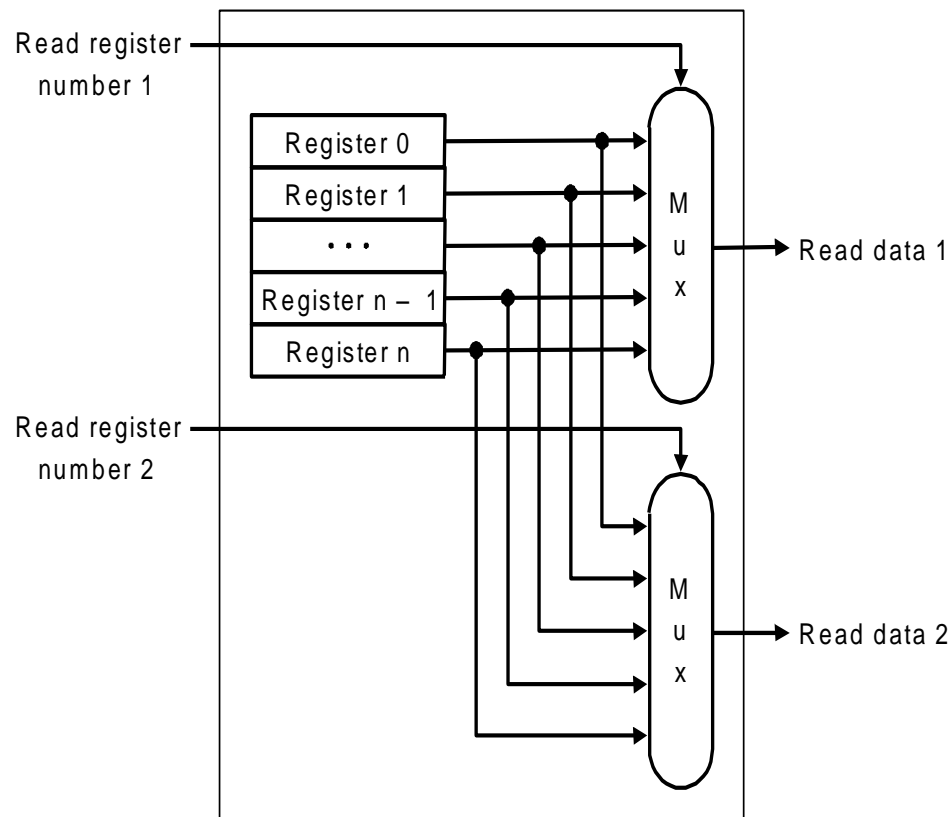 Read register
number 1
Register 0
Register 1
...
Register n – 1
Register n
M
u
x
Read data 1
Read register
number 2
M
u
x
Read data 2